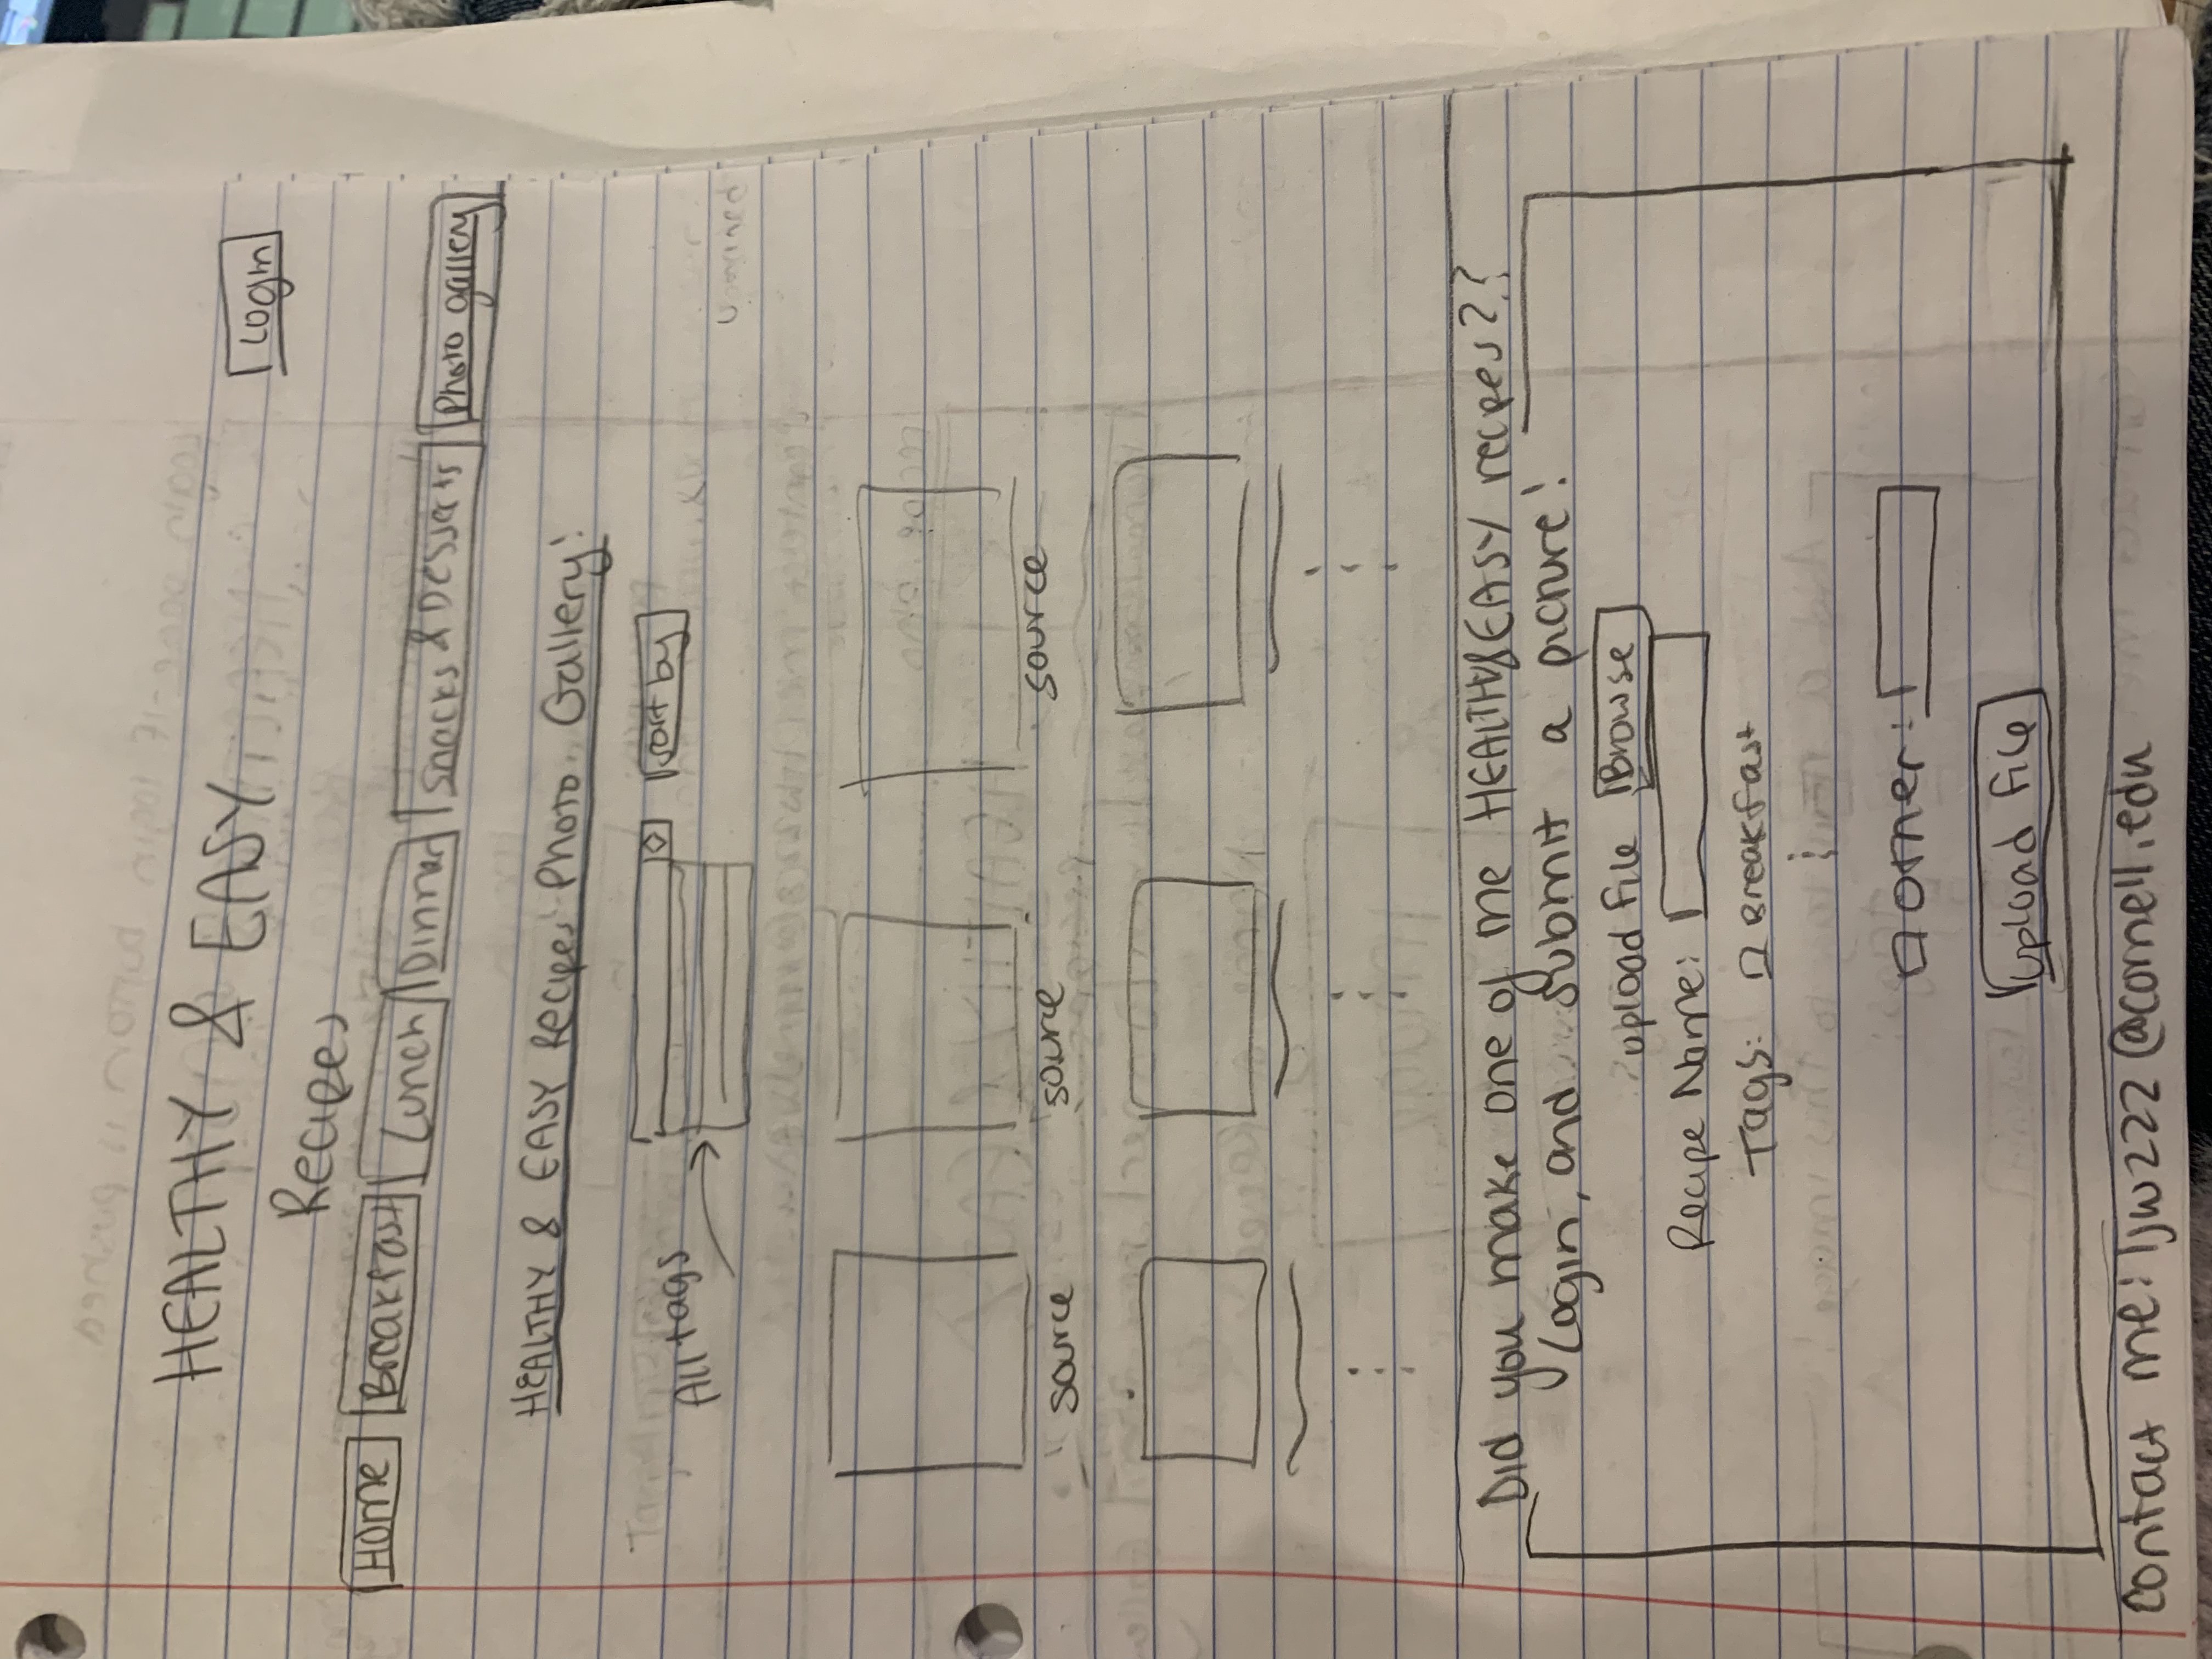 HEALTHY & EASY
Login
Recipes
Home Breakfast Lunch Dinner Snacks & Desserts Photo gallery
HEALTHY & EASY Recipes' Photo Gallery!
All tags
sort by
source source source
Did you make one of me HEALTHY&EASY recipes??
Login, and submit a picture!
upload file Browse
Recipe Name:
Tags: Breakfast
other:
upload file
contact me: ljw222@cornell.edu